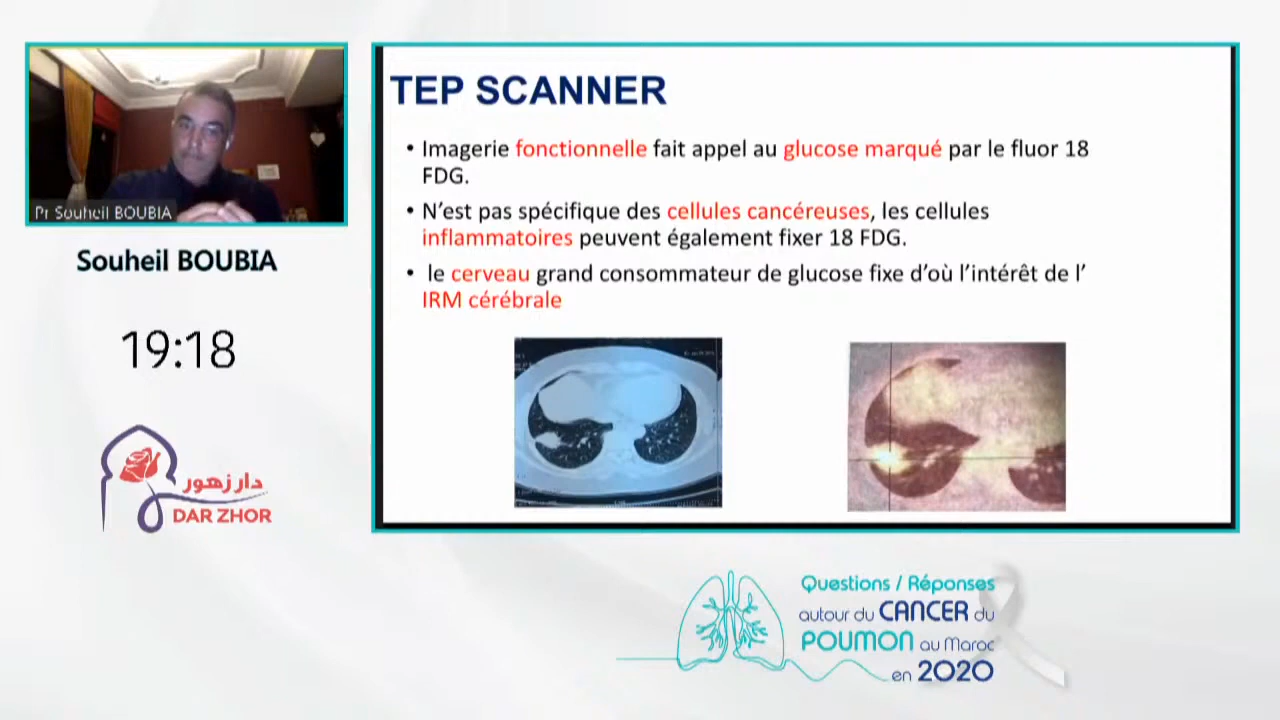 Pr Souheil BOUBIA
Souheil BOUBIA
19:18
دار زهور
DAR ZHOR
TEP SCANNER
• Imagerie fonctionnelle fait appel au glucose marqué par le fluor 18
FDG.
• N’est pas spécifique des cellules cancéreuses, les cellules
inflammatoires peuvent également fixer 18 FDG.
• le cerveau grand consommateur de glucose fixe d’où l’intérêt de l’
IRM cérébrale
Questions / Réponses
autour du CANCER du
POUMON au Maroc
en 2020